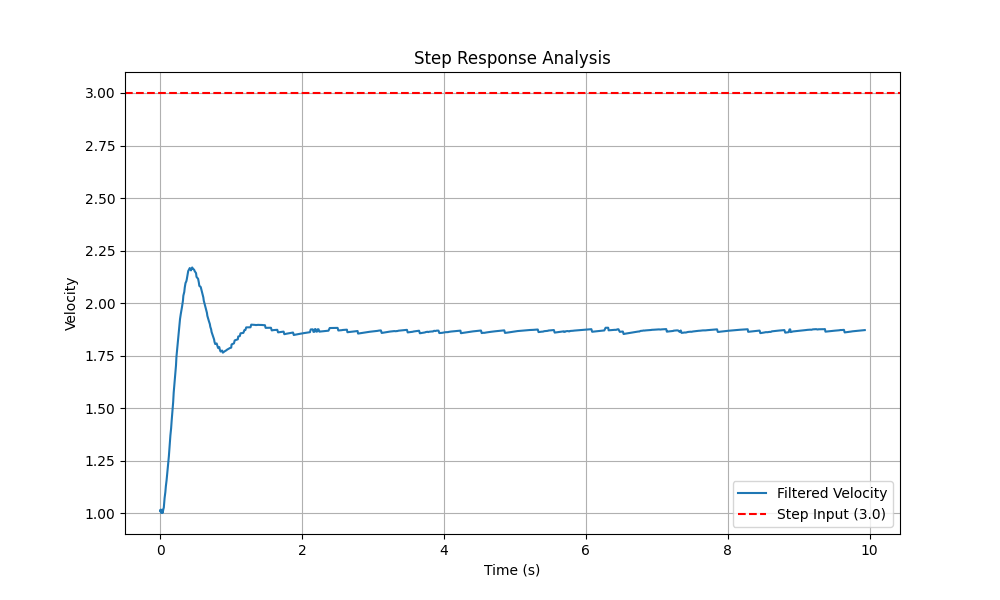 Step Response Analysis
Velocity
3.00
2.75
2.50
2.25
2.00
1.75
1.50
1.25
1.00
Filtered Velocity
Step Input (3.0)
0 2 4 6 8 10
Time (s)